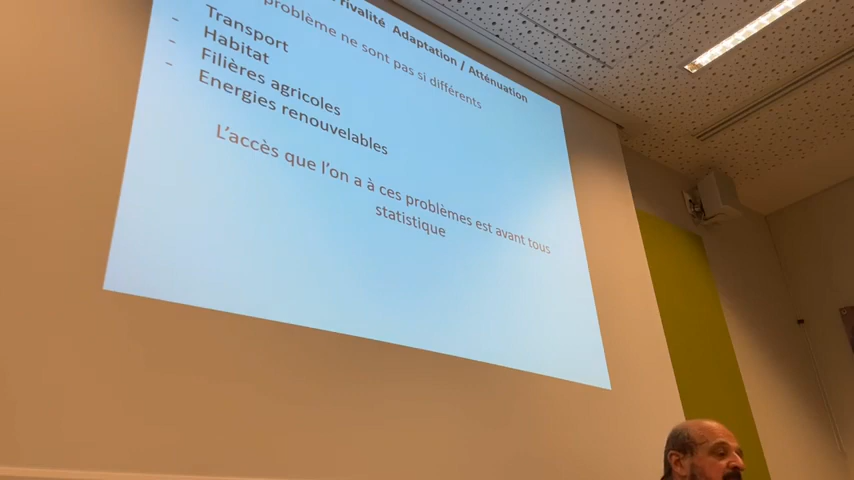 rivalité Adaptation / Atténuation
problème ne sont pas si différents
- Transport
- Habitat
- Filières agricoles
Energies renouvelables
L'accès que l'on a à ces problèmes est avant tous
statistique